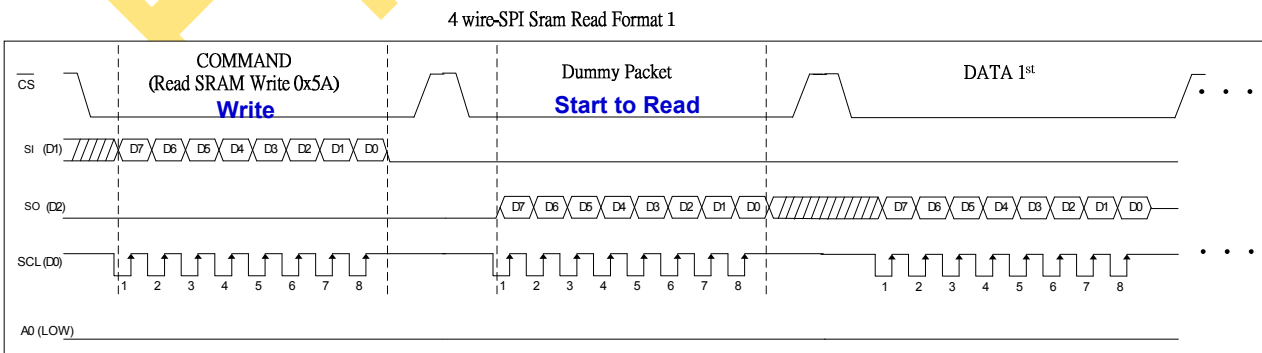 4 wire-SPI Sram Read Format 1
COMMAND
(Read SRAM Write 0x5A)
Write
Dummy Packet
Start to Read
DATA 1st
CS
SI (D1)
D7 D6 D5 D4 D3 D2 D1 D0
SO (D2)
D7 D6 D5 D4 D3 D2 D1 D0
D7 D6 D5 D4 D3 D2 D1 D0
SCL (D0)
1 2 3 4 5 6 7 8
1 2 3 4 5 6 7 8
1 2 3 4 5 6 7 8
A0 (LOW)